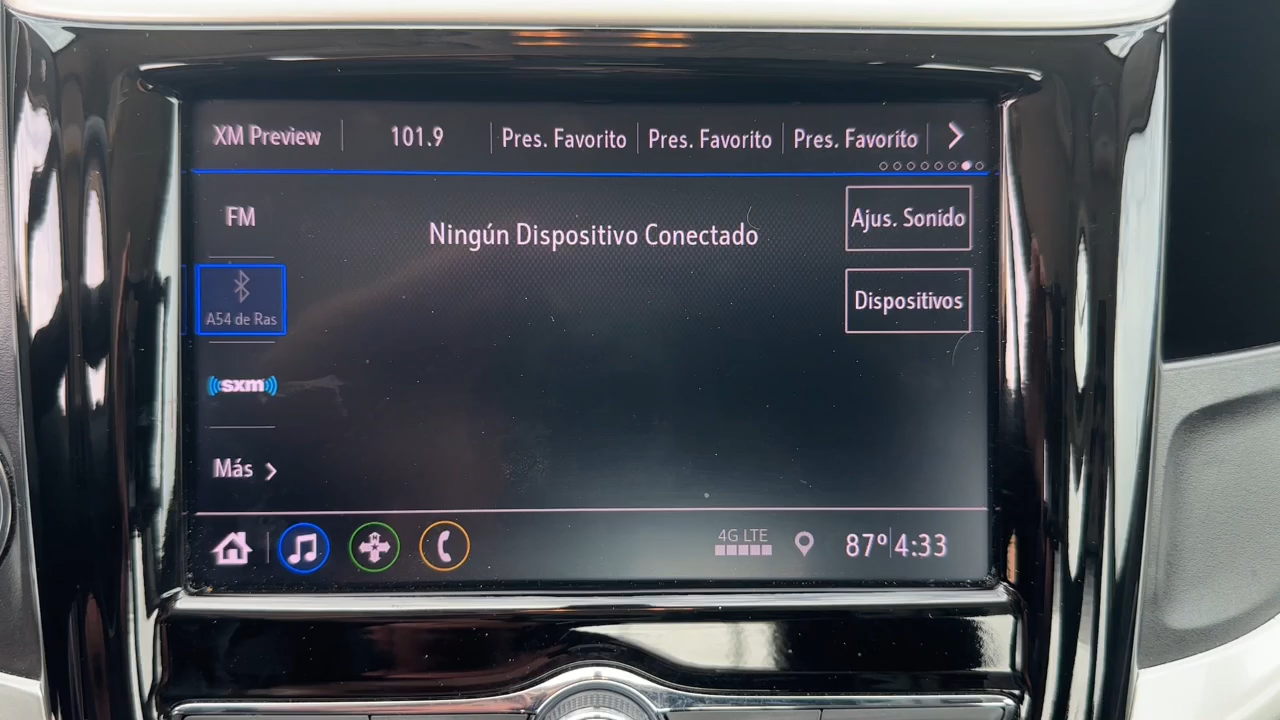 XM Preview 101.9 Pres. Favorito Pres. Favorito Pres. Favorito
FM
Ningún Dispositivo Conectado
Ajus. Sonido
A54 de Ras
Dispositivos
sxm
Más
4G LTE
87° 4:33